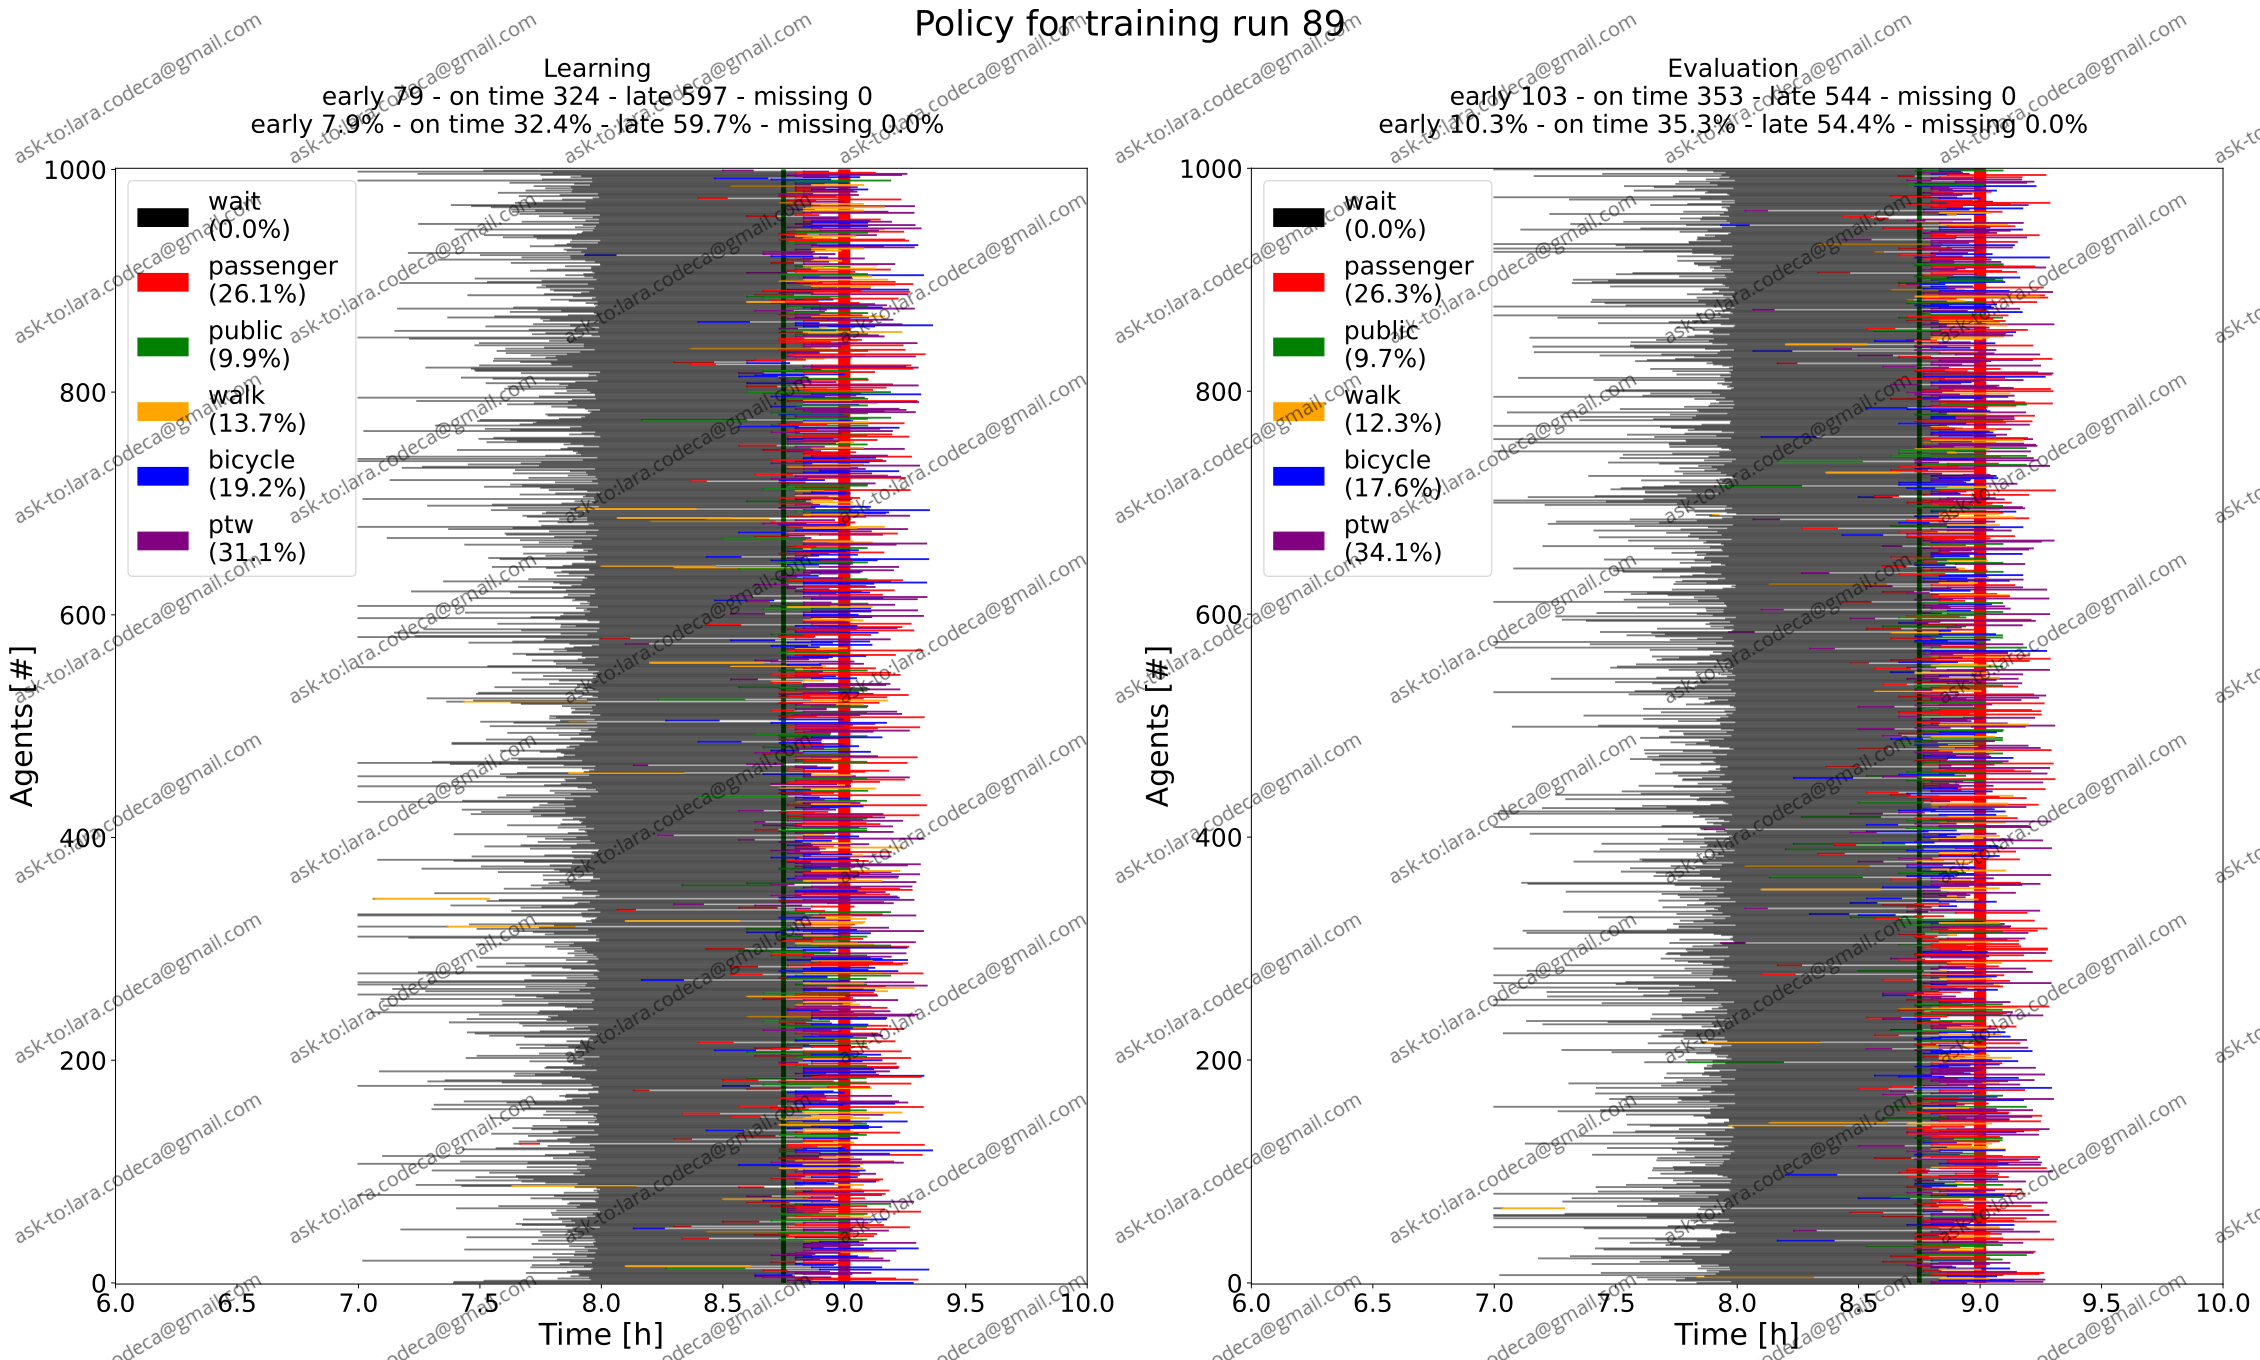 Policy for training run 89
Learning
early 79 - on time 324 - late 597 - missing 0
early 7.9% - on time 32.4% - late 59.7% - missing 0.0%
1000
800
600
400
200
0
Agents [#]
wait
(0.0%)
passenger
(26.1%)
public
(9.9%)
walk
(13.7%)
bicycle
(19.2%)
ptw
(31.1%)
6.0 6.5 7.0 7.5 8.0 8.5 9.0 9.5 10.0
Time [h]
Evaluation
early 103 - on time 353 - late 544 - missing 0
early 10.3% - on time 35.3% - late 54.4% - missing 0.0%
1000
800
600
400
200
0
Agents [#]
wait
(0.0%)
passenger
(26.3%)
public
(9.7%)
walk
(12.3%)
bicycle
(17.6%)
ptw
(34.1%)
6.0 6.5 7.0 7.5 8.0 8.5 9.0 9.5 10.0
Time [h]
ask-to:lara.codeca@gmail.com